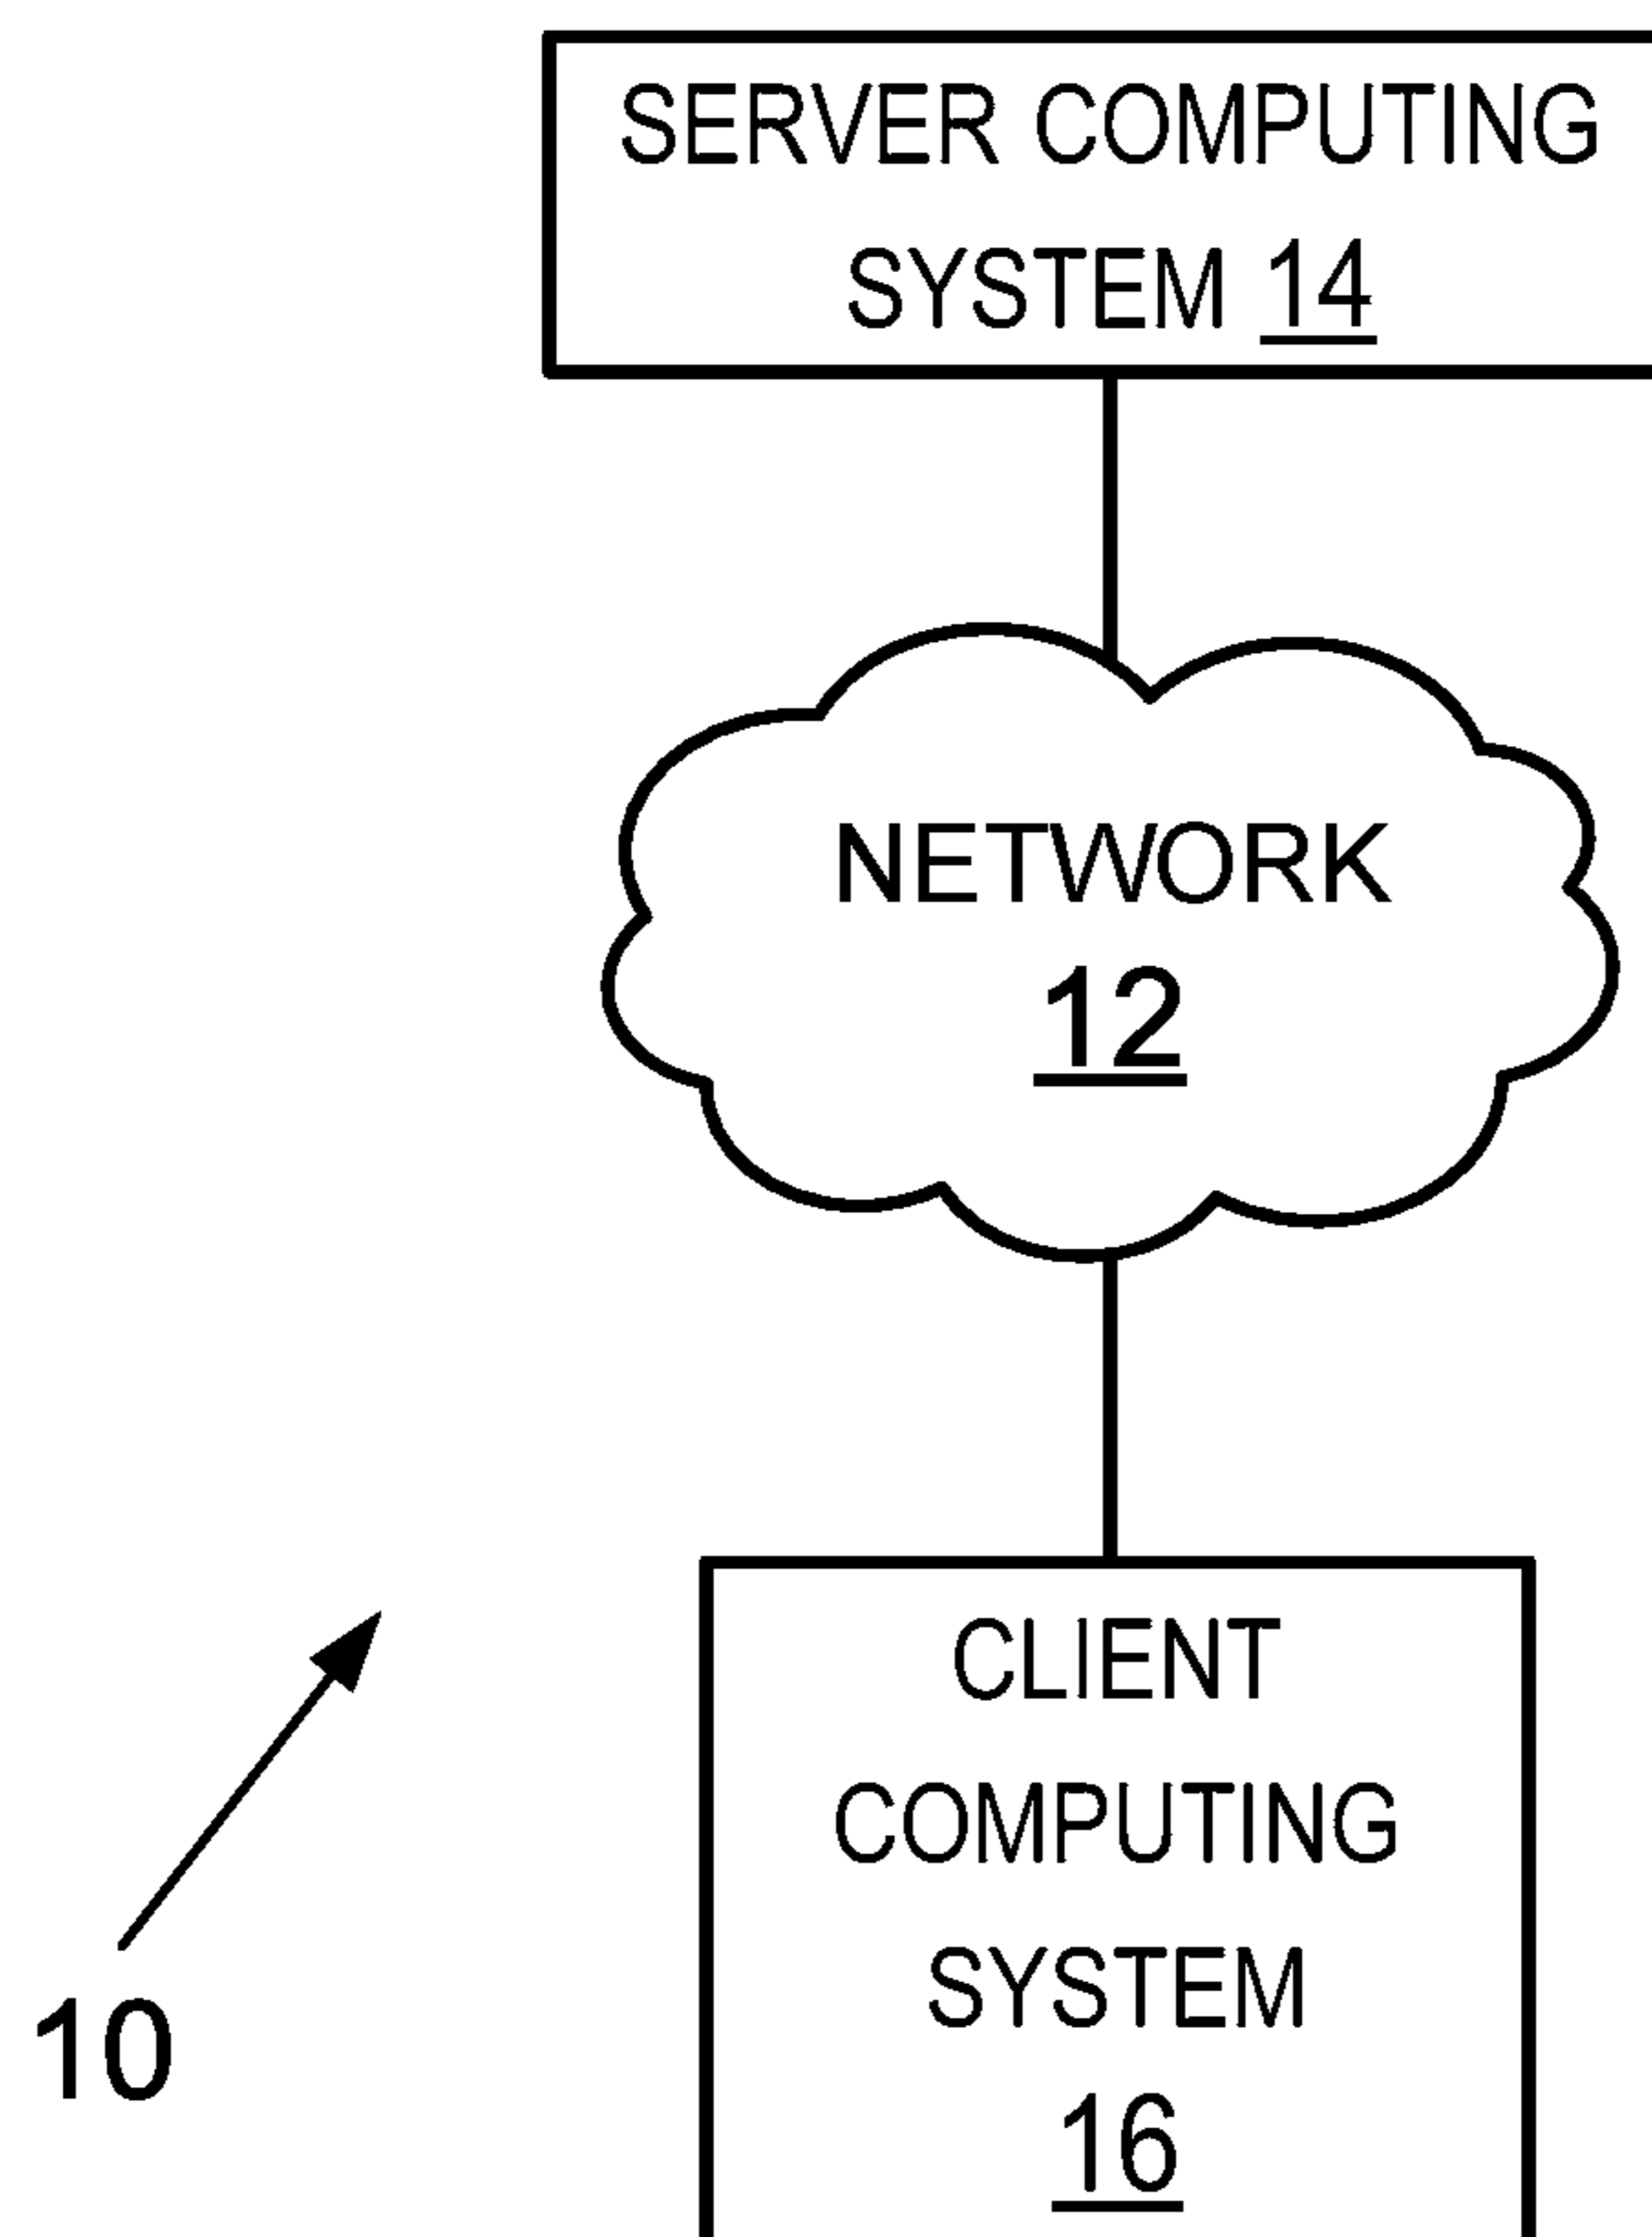 SERVER COMPUTING
SYSTEM 14
NETWORK
12
CLIENT
COMPUTING
SYSTEM
16
10